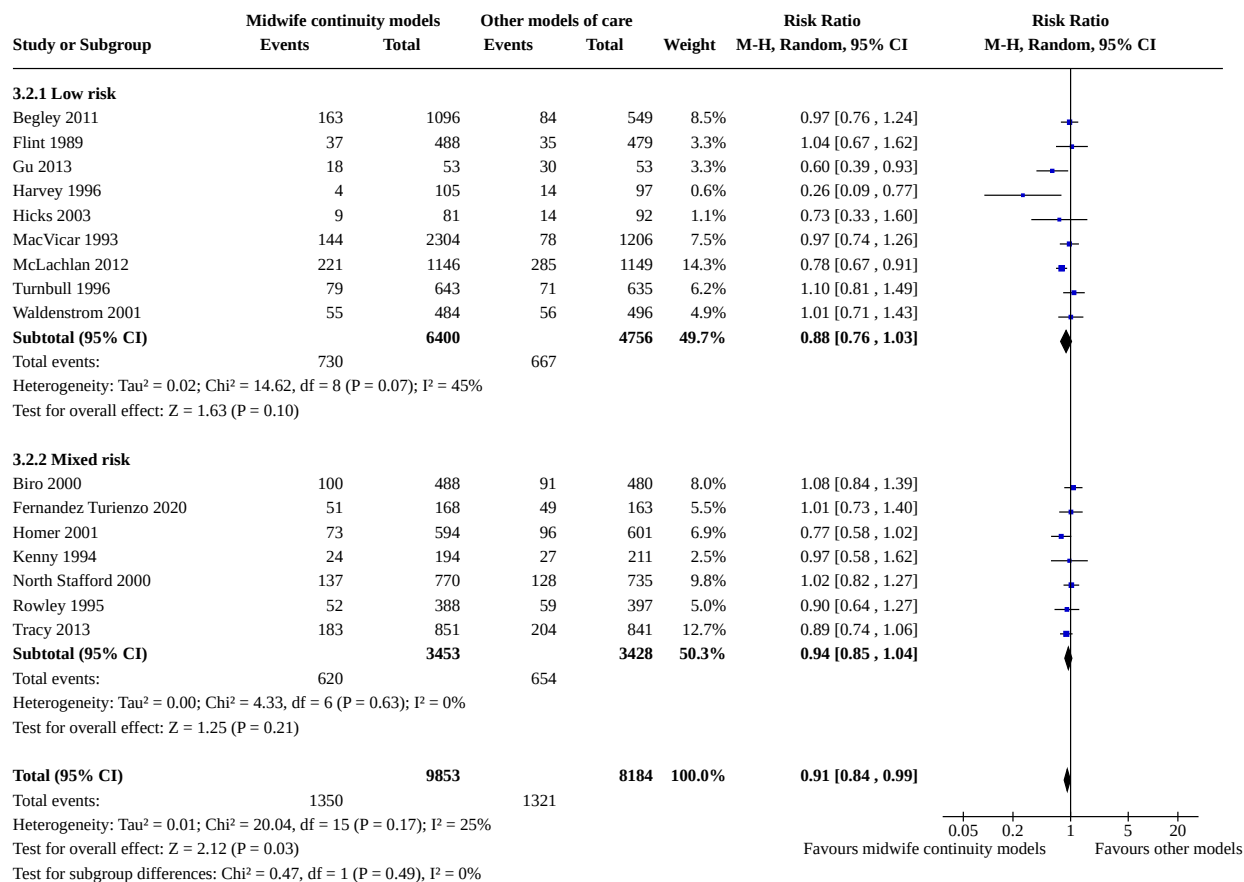 Midwife continuity models Other models of care Risk Ratio Risk Ratio
Study or Subgroup Events Total Events Total Weight M-H, Random, 95% CI M-H, Random, 95% CI
3.2.1 Low risk
Begley 2011 163 1096 84 549 8.5% 0.97 [0.76 , 1.24]
Flint 1989 37 488 35 479 3.3% 1.04 [0.67 , 1.62]
Gu 2013 18 53 30 53 3.3% 0.60 [0.39 , 0.93]
Harvey 1996 4 105 14 97 0.6% 0.26 [0.09 , 0.77]
Hicks 2003 9 81 14 92 1.1% 0.73 [0.33 , 1.60]
MacVicar 1993 144 2304 78 1206 7.5% 0.97 [0.74 , 1.26]
McLachlan 2012 221 1146 285 1149 14.3% 0.78 [0.67 , 0.91]
Turnbull 1996 79 643 71 635 6.2% 1.10 [0.81 , 1.49]
Waldenstrom 2001 55 484 56 496 4.9% 1.01 [0.71 , 1.43]
Subtotal (95% CI) 6400 4756 49.7% 0.88 [0.76 , 1.03]
Total events: 730 667
Heterogeneity: Tau² = 0.02; Chi² = 14.62, df = 8 (P = 0.07); I² = 45%
Test for overall effect: Z = 1.63 (P = 0.10)
3.2.2 Mixed risk
Biro 2000 100 488 91 480 8.0% 1.08 [0.84 , 1.39]
Fernandez Turienzo 2020 51 168 49 163 5.5% 1.01 [0.73 , 1.40]
Homer 2001 73 594 96 601 6.9% 0.77 [0.58 , 1.02]
Kenny 1994 24 194 27 211 2.5% 0.97 [0.58 , 1.62]
North Stafford 2000 137 770 128 735 9.8% 1.02 [0.82 , 1.27]
Rowley 1995 52 388 59 397 5.0% 0.90 [0.64 , 1.27]
Tracy 2013 183 851 204 841 12.7% 0.89 [0.74 , 1.06]
Subtotal (95% CI) 3453 3428 50.3% 0.94 [0.85 , 1.04]
Total events: 620 654
Heterogeneity: Tau² = 0.00; Chi² = 4.33, df = 6 (P = 0.63); I² = 0%
Test for overall effect: Z = 1.25 (P = 0.21)
Total (95% CI) 9853 8184 100.0% 0.91 [0.84 , 0.99]
Total events: 1350 1321
Heterogeneity: Tau² = 0.01; Chi² = 20.04, df = 15 (P = 0.17); I² = 25%
0.05 0.2 1 5 20
Test for overall effect: Z = 2.12 (P = 0.03) Favours midwife continuity models Favours other models
Test for subgroup differences: Chi² = 0.47, df = 1 (P = 0.49), I² = 0%